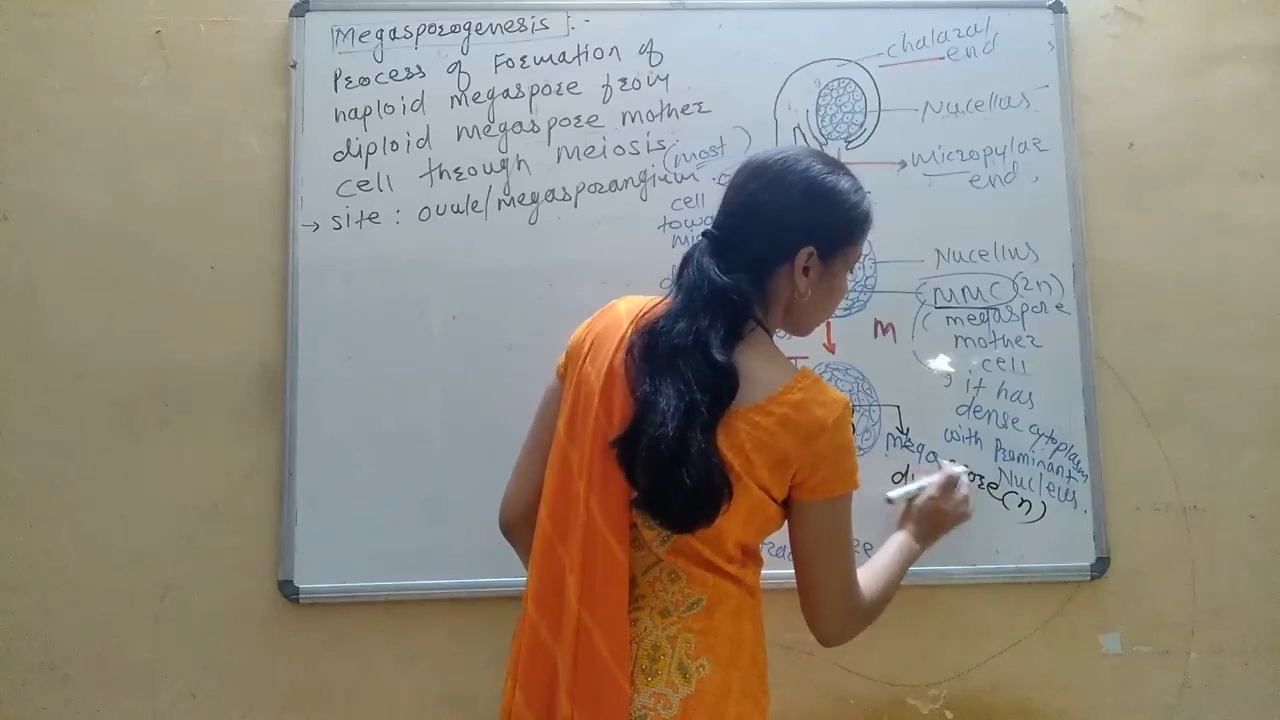 Megasporogenesis :-
Process of Formation of
haploid megaspore from
diploid megaspore mother
cell through meiosis.
→ site : ovule/megasporangium.
(most)
cell
chalazal
end
Nucellus
micropylar
end,
Nucellus
MMC (2n)
(megaspore
mother
cell
it has
dense cytoplasm
with Prominant
Nucleus.
M